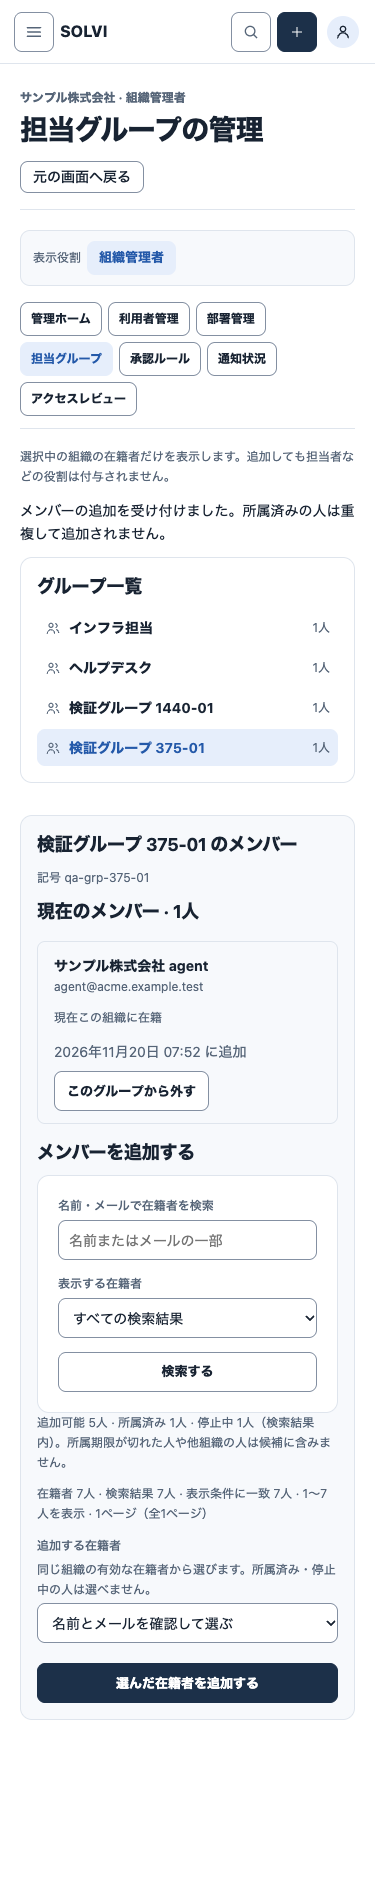 SOLVI
サンプル株式会社 · 組織管理者
担当グループの管理
元の画面へ戻る
表示役割 組織管理者
管理ホーム 利用者管理 部署管理
担当グループ 承認ルール 通知状況
アクセスレビュー
選択中の組織の在籍者だけを表示します。追加しても担当者な
どの役割は付与されません。
メンバーの追加を受け付けました。所属済みの人は重
複して追加されません。
グループ一覧
インフラ担当 1人
ヘルプデスク 1人
検証グループ 1440-01 1人
検証グループ 375-01 1人
検証グループ 375-01 のメンバー
記号 qa-grp-375-01
現在のメンバー · 1人
サンプル株式会社 agent
agent@acme.example.test
現在この組織に在籍
2026年11月20日 07:52 に追加
このグループから外す
メンバーを追加する
名前・メールで在籍者を検索
名前またはメールの一部
表示する在籍者
すべての検索結果
検索する
追加可能 5人 · 所属済み 1人 · 停止中 1人（検索結果
内）。所属期限が切れた人や他組織の人は候補に含みま
せん。
在籍者 7人 · 検索結果 7人 · 表示条件に一致 7人 · 1〜7
人を表示 · 1ページ（全1ページ）
追加する在籍者
同じ組織の有効な在籍者から選びます。所属済み・停止
中の人は選べません。
名前とメールを確認して選ぶ
選んだ在籍者を追加する